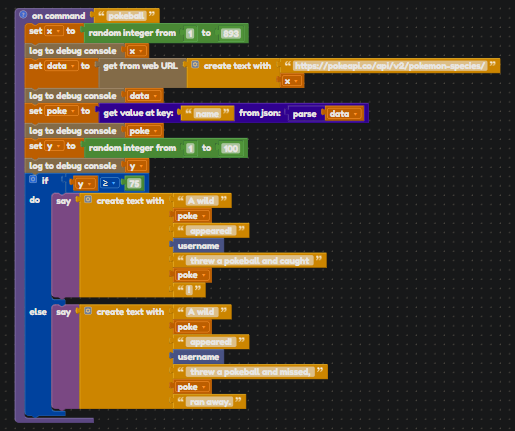 on command “ pokeball ”
set x to random integer from 1 to 893
log to debug console x
set data to get from web URL create text with “ https://pokeapi.co/api/v2/pokemon-species/ ”
x
log to debug console data
set poke to get value at key: “ name ” from json: parse data
log to debug console poke
set y to random integer from 1 to 100
log to debug console y
if y ≥ 75
do say create text with “ A wild ”
poke
“ appeared! ”
username
“ threw a pokeball and caught ”
poke
“ ! ”
else say create text with “ A wild ”
poke
“ appeared! ”
username
“ threw a pokeball and missed, ”
poke
“ ran away. ”